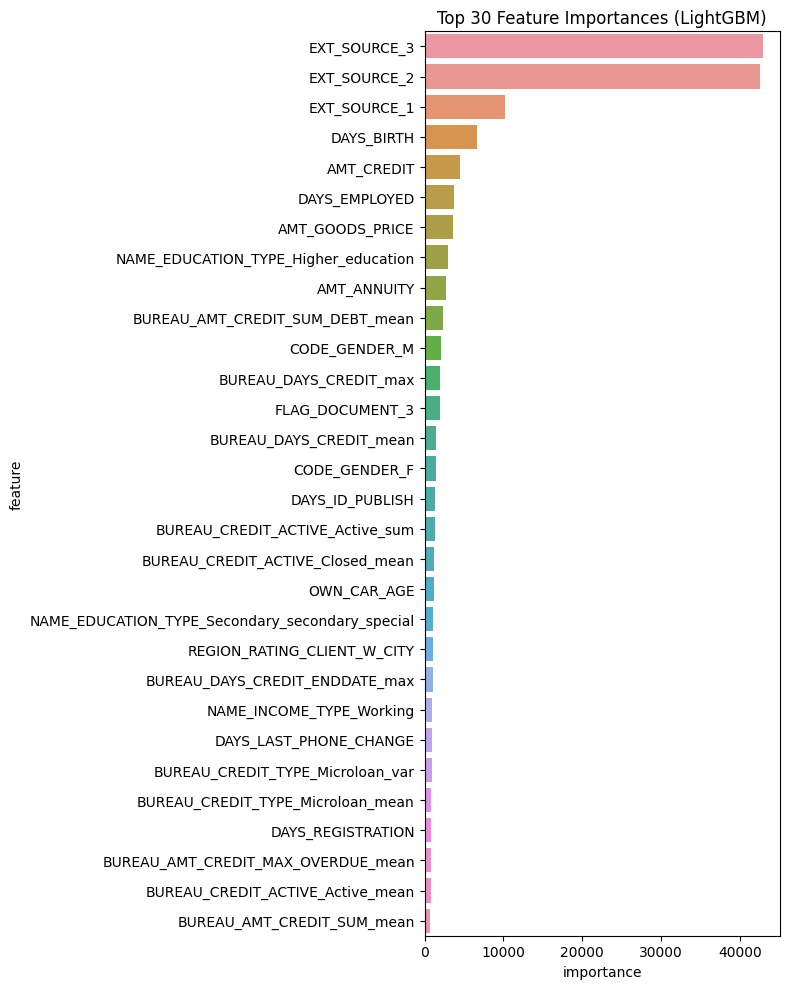 Top 30 Feature Importances (LightGBM)
EXT_SOURCE_3
EXT_SOURCE_2
EXT_SOURCE_1
DAYS_BIRTH
AMT_CREDIT
DAYS_EMPLOYED
AMT_GOODS_PRICE
NAME_EDUCATION_TYPE_Higher_education
AMT_ANNUITY
BUREAU_AMT_CREDIT_SUM_DEBT_mean
CODE_GENDER_M
BUREAU_DAYS_CREDIT_max
FLAG_DOCUMENT_3
BUREAU_DAYS_CREDIT_mean
CODE_GENDER_F
DAYS_ID_PUBLISH
BUREAU_CREDIT_ACTIVE_Active_sum
BUREAU_CREDIT_ACTIVE_Closed_mean
OWN_CAR_AGE
NAME_EDUCATION_TYPE_Secondary_secondary_special
REGION_RATING_CLIENT_W_CITY
BUREAU_DAYS_CREDIT_ENDDATE_max
NAME_INCOME_TYPE_Working
DAYS_LAST_PHONE_CHANGE
BUREAU_CREDIT_TYPE_Microloan_var
BUREAU_CREDIT_TYPE_Microloan_mean
DAYS_REGISTRATION
BUREAU_AMT_CREDIT_MAX_OVERDUE_mean
BUREAU_CREDIT_ACTIVE_Active_mean
BUREAU_AMT_CREDIT_SUM_mean
feature
0 10000 20000 30000 40000
importance